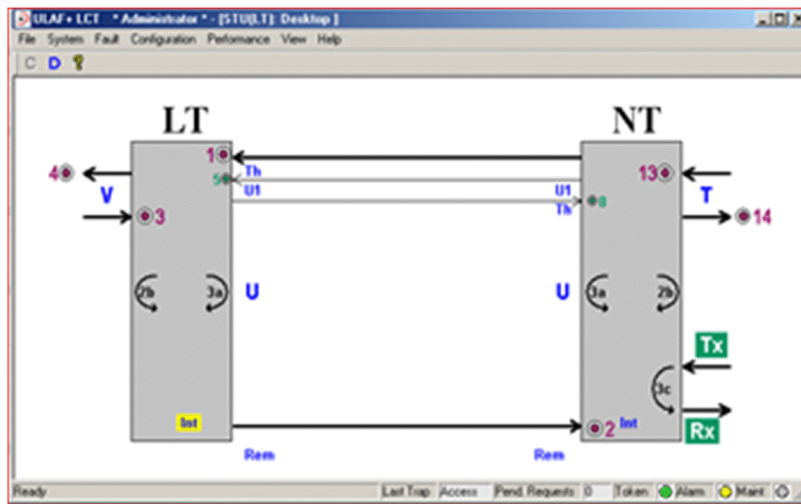 ULAF+ LCT * Administrator * - [STU(LT): Desktop ]
File System Fault Configuration Performance View Help
C D ?
LT NT
1
4 5 Th 13
V U1 U1 T
3 Th 8 14
2b 3a U U 3a 2b
Tx
3c
Int 2 Int
Rx
Rem Rem
Ready Last Trap Access Pend. Requests 0 Token Alarm Maint